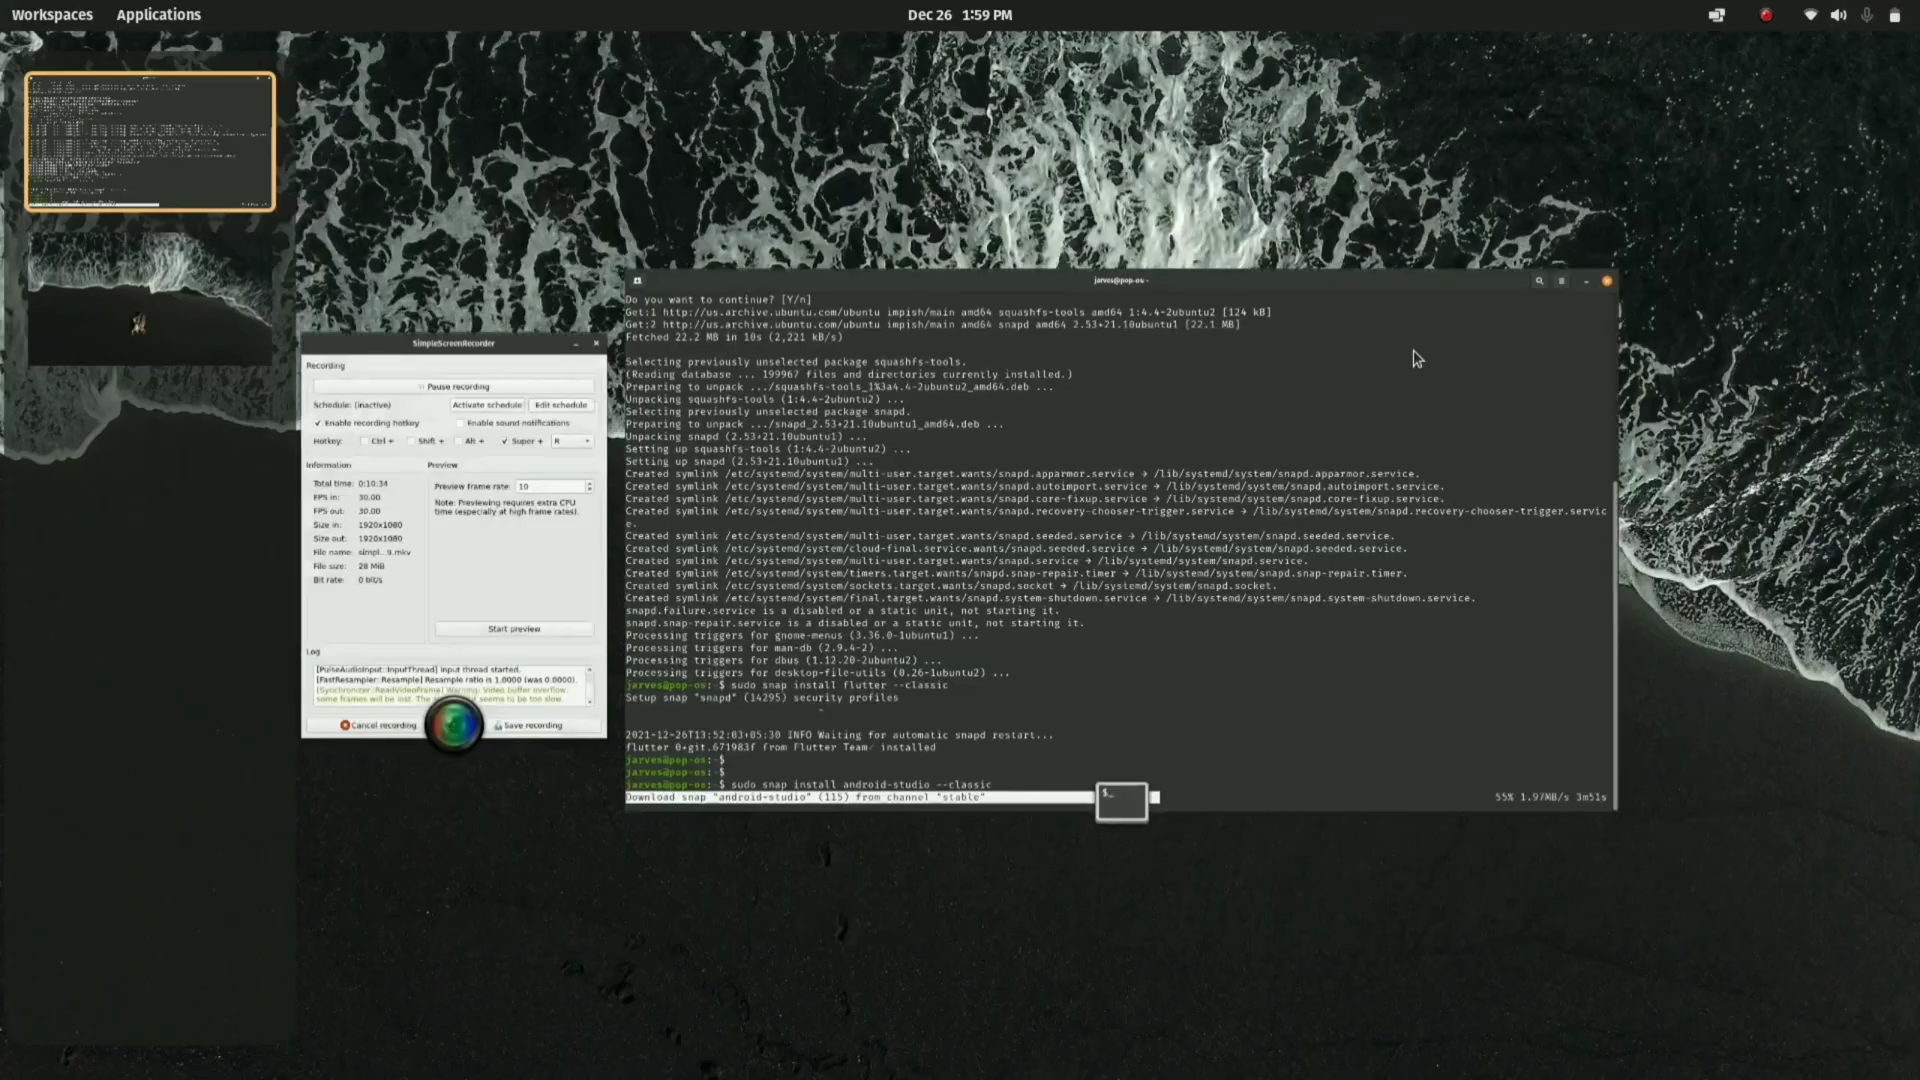 Workspaces Applications Dec 26 1:59 PM
SimpleScreenRecorder
Recording
Pause recording
Schedule: (inactive) Activate schedule Edit schedule
Enable recording hotkey Enable sound notifications
Hotkey: Ctrl + Shift + Alt + Super + R
Information Preview
Total time: 0:10:34
Preview frame rate: 10
FPS in: 30.00
Note: Previewing requires extra CPU
FPS out: 30.00
time (especially at high frame rates).
Size in: 1920x1080
Size out: 1920x1080
File name: simpl...9.mkv
File size: 28 MiB
Bit rate: 0 bit/s
Start preview
Log
[PulseAudioInput::InputThread] Input thread started.
[FastResampler::Resample] Resample ratio is 1.0000 (was 0.0000).
[Synchronizer::ReadVideoFrame] Warning: Video buffer overflow,
some frames will be lost. The seems to be too slow.
Cancel recording Save recording
jarves@pop-os: ~
Do you want to continue? [Y/n]
Get:1 http://us.archive.ubuntu.com/ubuntu impish/main amd64 squashfs-tools amd64 1:4.4-2ubuntu2 [124 kB]
Get:2 http://us.archive.ubuntu.com/ubuntu impish/main amd64 snapd amd64 2.53+21.10ubuntu1 [22.1 MB]
Fetched 22.2 MB in 10s (2,221 kB/s)
Selecting previously unselected package squashfs-tools.
(Reading database ... 199967 files and directories currently installed.)
Preparing to unpack .../squashfs-tools_1%3a4.4-2ubuntu2_amd64.deb ...
Unpacking squashfs-tools (1:4.4-2ubuntu2) ...
Selecting previously unselected package snapd.
Preparing to unpack .../snapd_2.53+21.10ubuntu1_amd64.deb ...
Unpacking snapd (2.53+21.10ubuntu1) ...
Setting up squashfs-tools (1:4.4-2ubuntu2) ...
Setting up snapd (2.53+21.10ubuntu1) ...
Created symlink /etc/systemd/system/multi-user.target.wants/snapd.apparmor.service → /lib/systemd/system/snapd.apparmor.service.
Created symlink /etc/systemd/system/multi-user.target.wants/snapd.autoimport.service → /lib/systemd/system/snapd.autoimport.service.
Created symlink /etc/systemd/system/multi-user.target.wants/snapd.core-fixup.service → /lib/systemd/system/snapd.core-fixup.service.
Created symlink /etc/systemd/system/multi-user.target.wants/snapd.recovery-chooser-trigger.service → /lib/systemd/system/snapd.recovery-chooser-trigger.servic
e.
Created symlink /etc/systemd/system/multi-user.target.wants/snapd.seeded.service → /lib/systemd/system/snapd.seeded.service.
Created symlink /etc/systemd/system/cloud-final.service.wants/snapd.seeded.service → /lib/systemd/system/snapd.seeded.service.
Created symlink /etc/systemd/system/multi-user.target.wants/snapd.service → /lib/systemd/system/snapd.service.
Created symlink /etc/systemd/system/timers.target.wants/snapd.snap-repair.timer → /lib/systemd/system/snapd.snap-repair.timer.
Created symlink /etc/systemd/system/sockets.target.wants/snapd.socket → /lib/systemd/system/snapd.socket.
Created symlink /etc/systemd/system/final.target.wants/snapd.system-shutdown.service → /lib/systemd/system/snapd.system-shutdown.service.
snapd.failure.service is a disabled or a static unit, not starting it.
snapd.snap-repair.service is a disabled or a static unit, not starting it.
Processing triggers for gnome-menus (3.36.0-1ubuntu1) ...
Processing triggers for man-db (2.9.4-2) ...
Processing triggers for dbus (1.12.20-2ubuntu2) ...
Processing triggers for desktop-file-utils (0.26-1ubuntu2) ...
jarves@pop-os:~$ sudo snap install flutter --classic
Setup snap "snapd" (14295) security profiles
2021-12-26T13:52:03+05:30 INFO Waiting for automatic snapd restart...
flutter 0+git.671983f from Flutter Team✓ installed
jarves@pop-os:~$
jarves@pop-os:~$
jarves@pop-os:~$ sudo snap install android-studio --classic
Download snap "android-studio" (115) from channel "stable" 55% 1.97MB/s 3m51s
$_